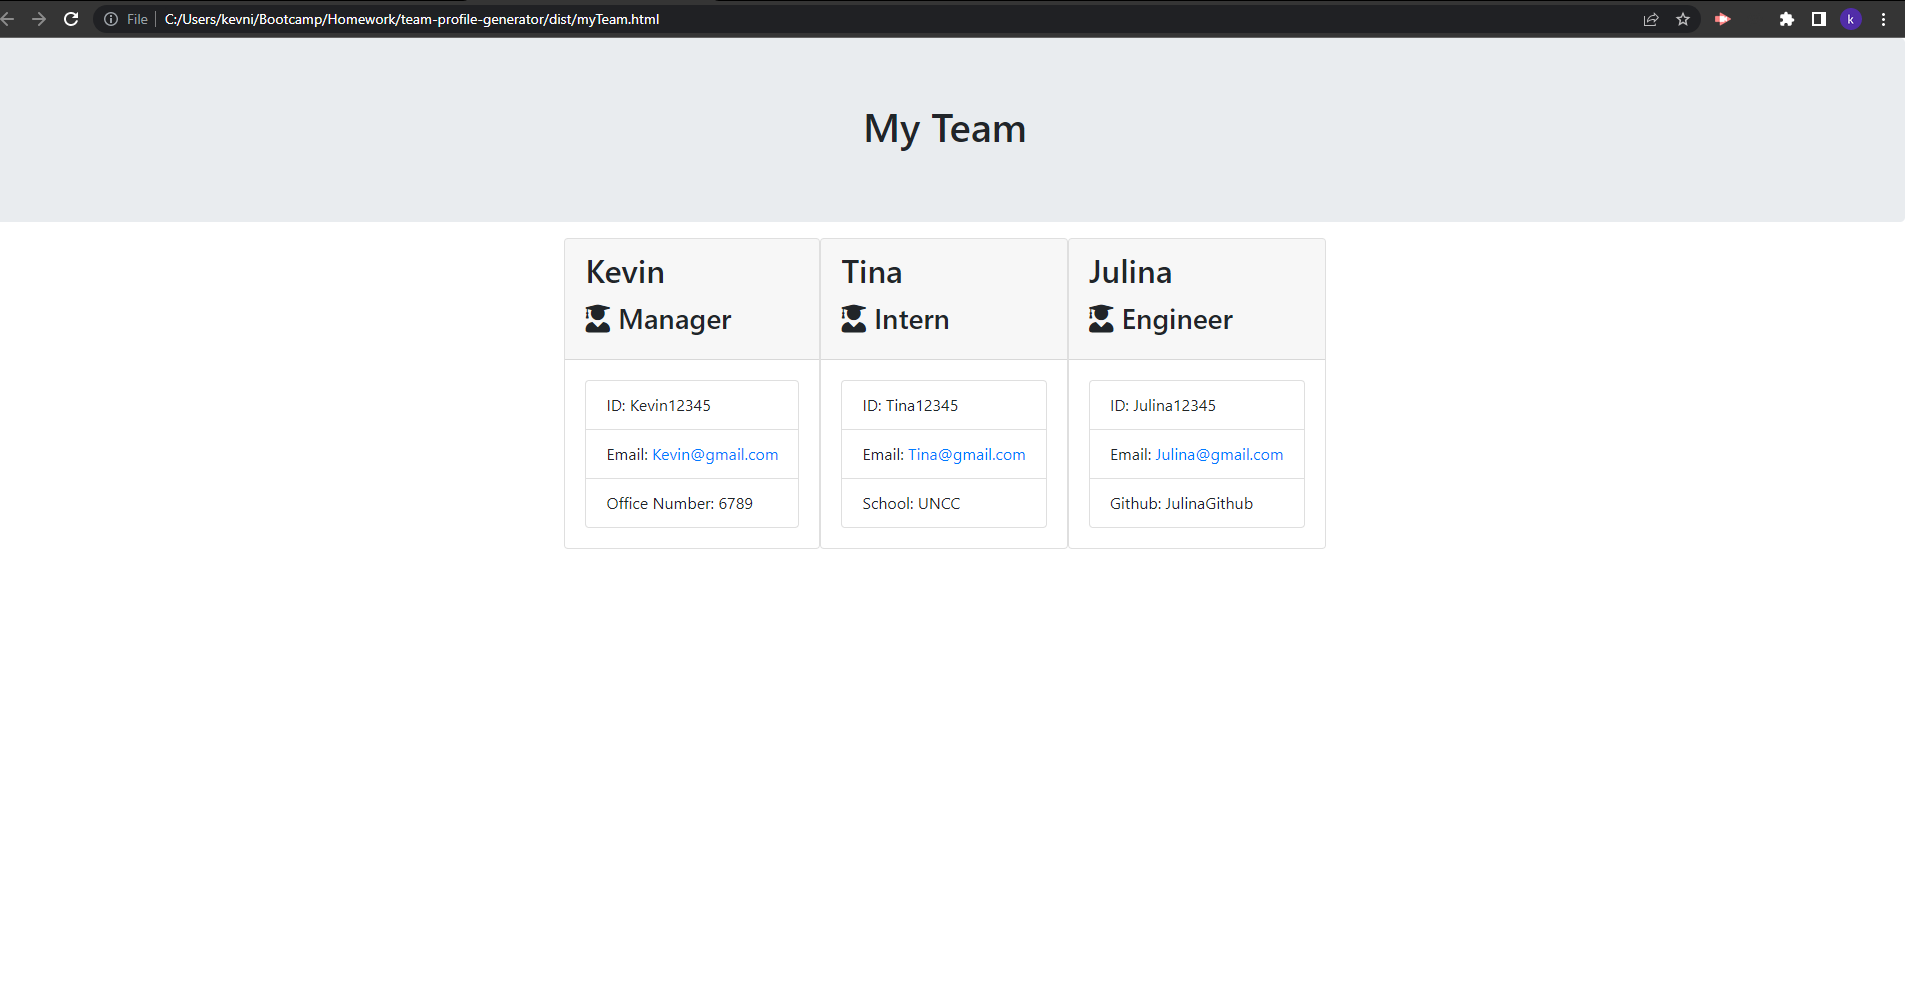 File C:/Users/kevni/Bootcamp/Homework/team-profile-generator/dist/myTeam.html
k
My Team
Kevin
Manager
ID: Kevin12345
Email: Kevin@gmail.com
Office Number: 6789
Tina
Intern
ID: Tina12345
Email: Tina@gmail.com
School: UNCC
Julina
Engineer
ID: Julina12345
Email: Julina@gmail.com
Github: JulinaGithub